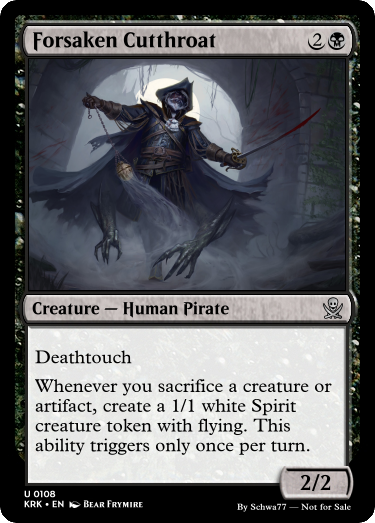 Forsaken Cutthroat 2
Creature — Human Pirate
Deathtouch
Whenever you sacrifice a creature or
artifact, create a 1/1 white Spirit
creature token with flying. This
ability triggers only once per turn.
2/2
U 0108
KRK • EN Bear Frymire
By Schwa77 — Not for Sale